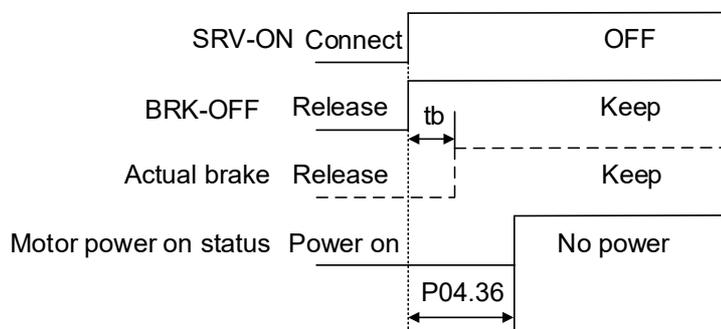 SRV-ON Connect OFF
BRK-OFF Release tb Keep
Actual brake Release Keep
Motor power on status Power on No power
P04.36